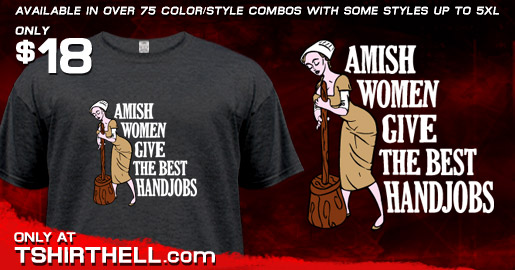 AVAILABLE IN OVER 75 COLOR/STYLE COMBOS WITH SOME STYLES UP TO 5XL
ONLY
$18
AMISH
WOMEN
GIVE
THE BEST
HANDJOBS
AMISH
WOMEN
GIVE
THE BEST
HANDJOBS
ONLY AT
TSHIRTHELL.com